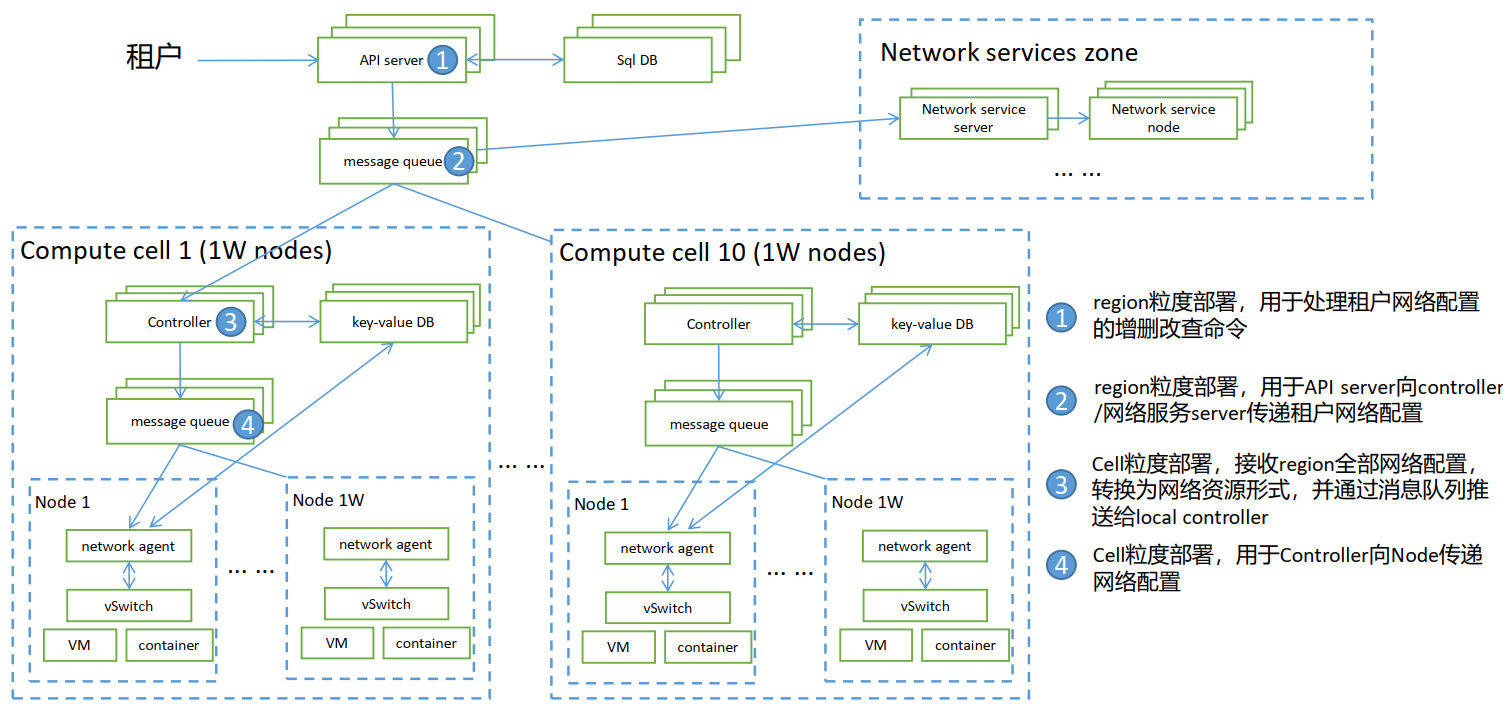 租户
API server
1
Sql DB
Network services zone
Network service
server
Network service
node
... ...
message queue
2
Compute cell 1 (1W nodes)
Controller
3
key-value DB
message queue
4
Node 1
network agent
vSwitch
VM
container
... ...
Node 1W
network agent
vSwitch
VM
container
... ...
Compute cell 10 (1W nodes)
Controller
key-value DB
message queue
Node 1
network agent
vSwitch
VM
container
... ...
Node 1W
network agent
vSwitch
VM
container
1
region粒度部署，用于处理租户网络配置
的增删改查命令
2
region粒度部署，用于API server向controller
/网络服务server传递租户网络配置
3
Cell粒度部署，接收region全部网络配置，
转换为网络资源形式，并通过消息队列推
送给local controller
4
Cell粒度部署，用于Controller向Node传递
网络配置